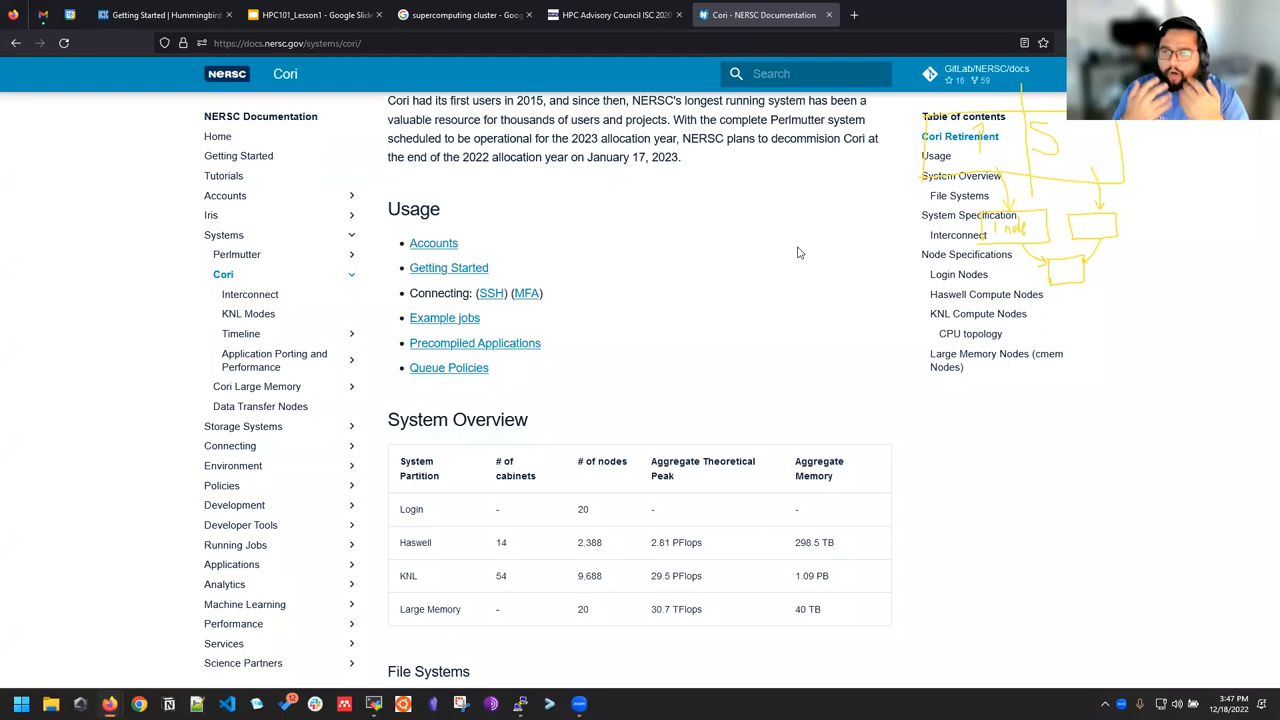 Getting Started | Hummingbird
HPC101_Lesson1 - Google Slide
supercomputing cluster - Goog
HPC Advisory Council ISC 2020
Cori - NERSC Documentation
https://docs.nersc.gov/systems/cori/
NERSC
Cori
Search
GitLab/NERSC/docs
16 59
NERSC Documentation
Home
Getting Started
Tutorials
Accounts
Iris
Systems
Perlmutter
Cori
Interconnect
KNL Modes
Timeline
Application Porting and
Performance
Cori Large Memory
Data Transfer Nodes
Storage Systems
Connecting
Environment
Policies
Development
Developer Tools
Running Jobs
Applications
Analytics
Machine Learning
Performance
Services
Science Partners
Cori had its first users in 2015, and since then, NERSC's longest running system has been a
valuable resource for thousands of users and projects. With the complete Perlmutter system
scheduled to be operational for the 2023 allocation year, NERSC plans to decommision Cori at
the end of the 2022 allocation year on January 17, 2023.
Usage
Accounts
Getting Started
Connecting: (SSH) (MFA)
Example jobs
Precompiled Applications
Queue Policies
System Overview
System Partition # of cabinets # of nodes Aggregate Theoretical Peak Aggregate Memory
Login - 20 - -
Haswell 14 2,388 2.81 PFlops 298.5 TB
KNL 54 9,688 29.5 PFlops 1.09 PB
Large Memory - 20 30.7 TFlops 40 TB
File Systems
Table of contents
Cori Retirement
Usage
System Overview
File Systems
System Specification
Interconnect
Node Specifications
Login Nodes
Haswell Compute Nodes
KNL Compute Nodes
CPU topology
Large Memory Nodes (cmem
Nodes)
5
1 node
12
3:47 PM
12/18/2022